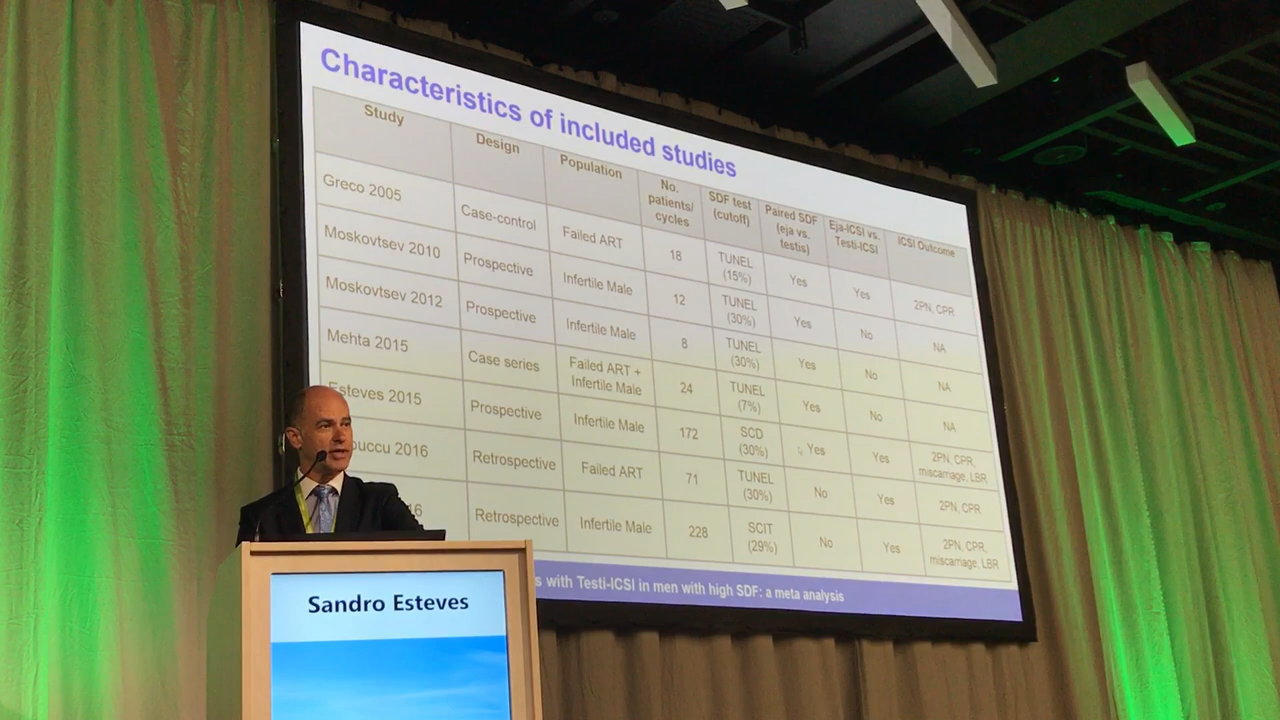 Characteristics of included studies
Study Design Population No. patients/ cycles SDF test (cutoff) Paired SDF (eja vs. testis) Eja-ICSI vs. Testi-ICSI ICSI Outcome
Greco 2005 Case-control Failed ART 18 TUNEL (15%) Yes Yes 2PN, CPR
Moskovtsev 2010 Prospective Infertile Male 12 TUNEL (30%) Yes No NA
Moskovtsev 2012 Prospective Infertile Male 8 TUNEL (30%) Yes No NA
Mehta 2015 Case series Failed ART + Infertile Male 24 TUNEL (7%) Yes No NA
Esteves 2015 Prospective Infertile Male 172 SCD (30%) Yes Yes 2PN, CPR, miscarriage, LBR
2016 Retrospective Failed ART 71 TUNEL (30%) No Yes 2PN, CPR
Retrospective Infertile Male 228 SCIT (29%) No Yes 2PN, CPR, miscarriage, LBR
with Testi-ICSI in men with high SDF: a meta analysis
Sandro Esteves